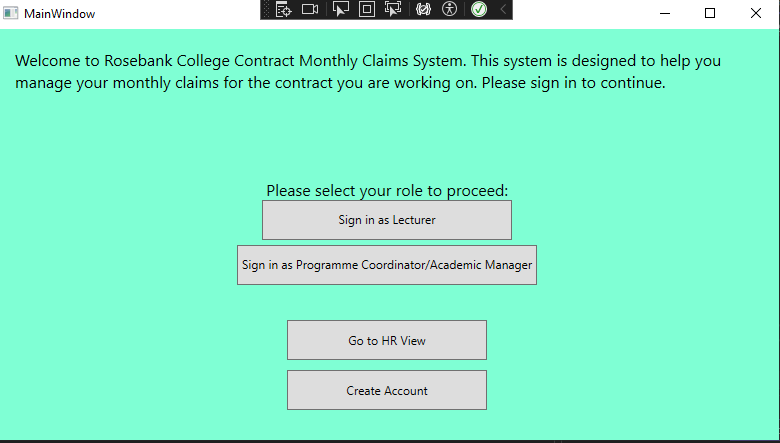 MainWindow
Welcome to Rosebank College Contract Monthly Claims System. This system is designed to help you
manage your monthly claims for the contract you are working on. Please sign in to continue.
Please select your role to proceed:
Sign in as Lecturer
Sign in as Programme Coordinator/Academic Manager
Go to HR View
Create Account